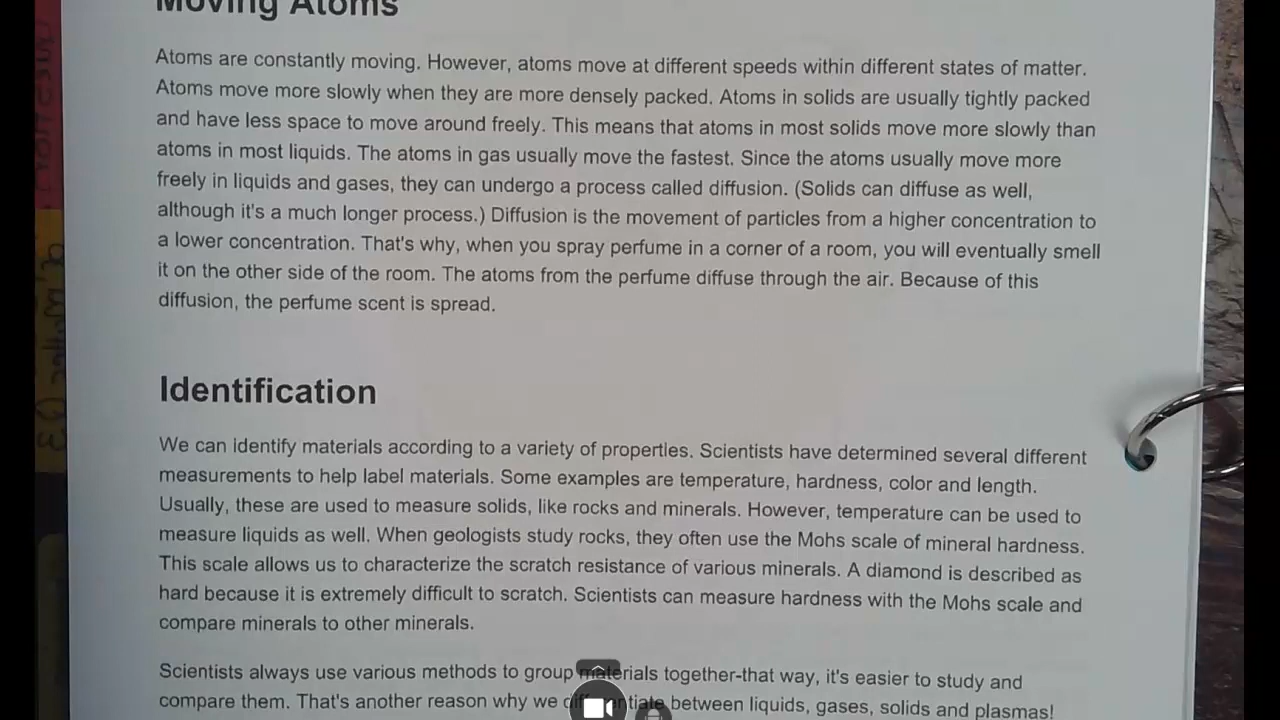 Moving Atoms
Atoms are constantly moving. However, atoms move at different speeds within different states of matter.
Atoms move more slowly when they are more densely packed. Atoms in solids are usually tightly packed
and have less space to move around freely. This means that atoms in most solids move more slowly than
atoms in most liquids. The atoms in gas usually move the fastest. Since the atoms usually move more
freely in liquids and gases, they can undergo a process called diffusion. (Solids can diffuse as well,
although it's a much longer process.) Diffusion is the movement of particles from a higher concentration to
a lower concentration. That's why, when you spray perfume in a corner of a room, you will eventually smell
it on the other side of the room. The atoms from the perfume diffuse through the air. Because of this
diffusion, the perfume scent is spread.
Identification
We can identify materials according to a variety of properties. Scientists have determined several different
measurements to help label materials. Some examples are temperature, hardness, color and length.
Usually, these are used to measure solids, like rocks and minerals. However, temperature can be used to
measure liquids as well. When geologists study rocks, they often use the Mohs scale of mineral hardness.
This scale allows us to characterize the scratch resistance of various minerals. A diamond is described as
hard because it is extremely difficult to scratch. Scientists can measure hardness with the Mohs scale and
compare minerals to other minerals.
Scientists always use various methods to group materials together-that way, it's easier to study and
compare them. That's another reason why we differentiate between liquids, gases, solids and plasmas!